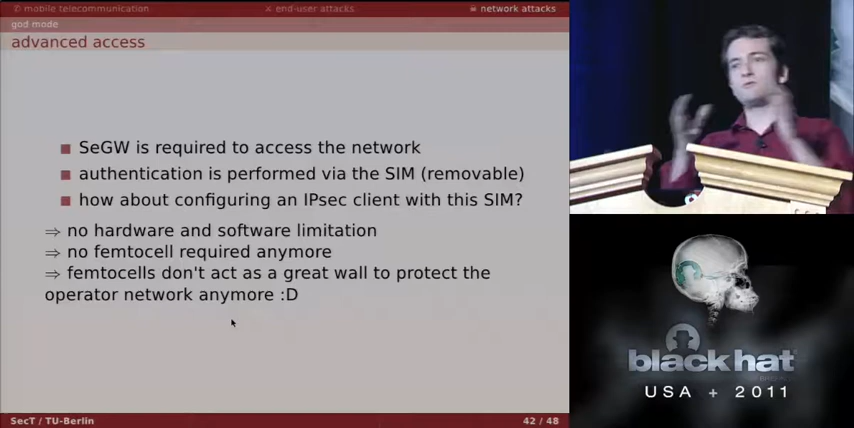 mobile telecommunication
end-user attacks
network attacks
god mode
advanced access
SeGW is required to access the network
authentication is performed via the SIM (removable)
how about configuring an IPsec client with this SIM?
⇒ no hardware and software limitation
⇒ no femtocell required anymore
⇒ femtocells don't act as a great wall to protect the
operator network anymore :D
SecT / TU-Berlin
42 / 48
black hat
USA + 2011